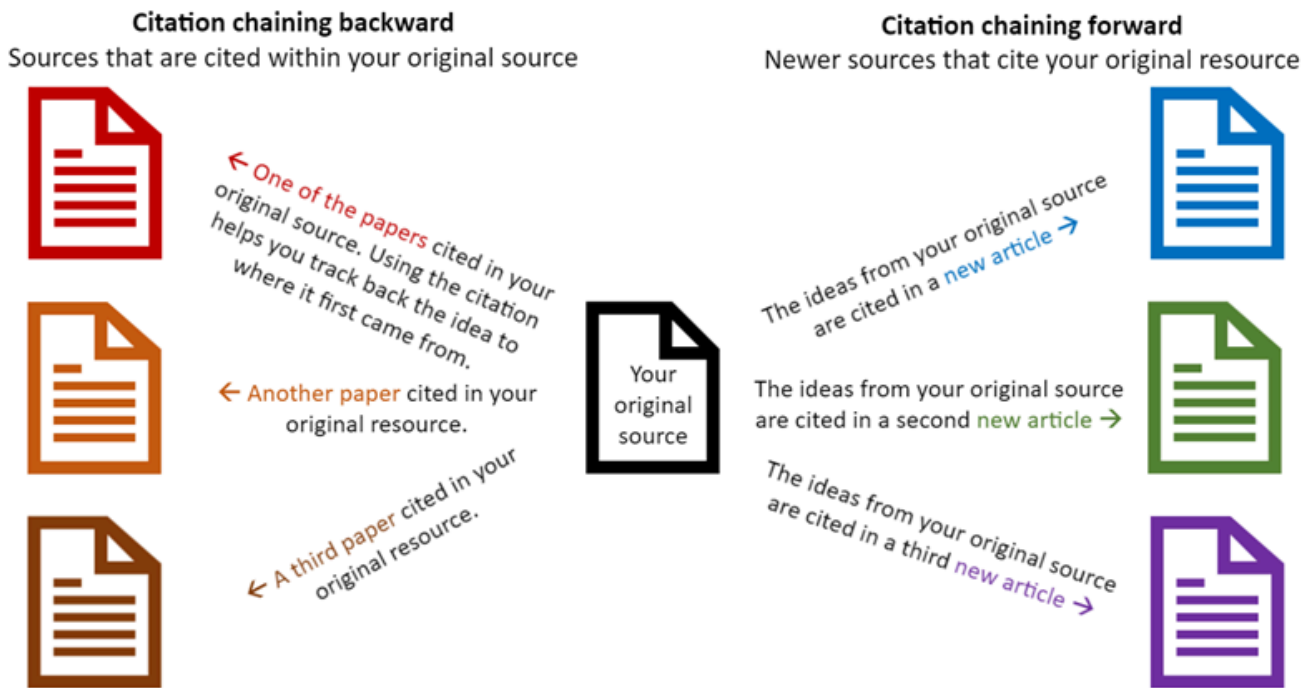 Citation chaining backward
Sources that are cited within your original source
Citation chaining forward
Newer sources that cite your original resource
← One of the papers cited in your
original source. Using the citation
helps you track back the idea to
where it first came from.
← Another paper cited in your
original resource.
← A third paper cited in your
original resource.
Your
original
source
The ideas from your original source
are cited in a new article →
The ideas from your original source
are cited in a second new article →
The ideas from your original source
are cited in a third new article →